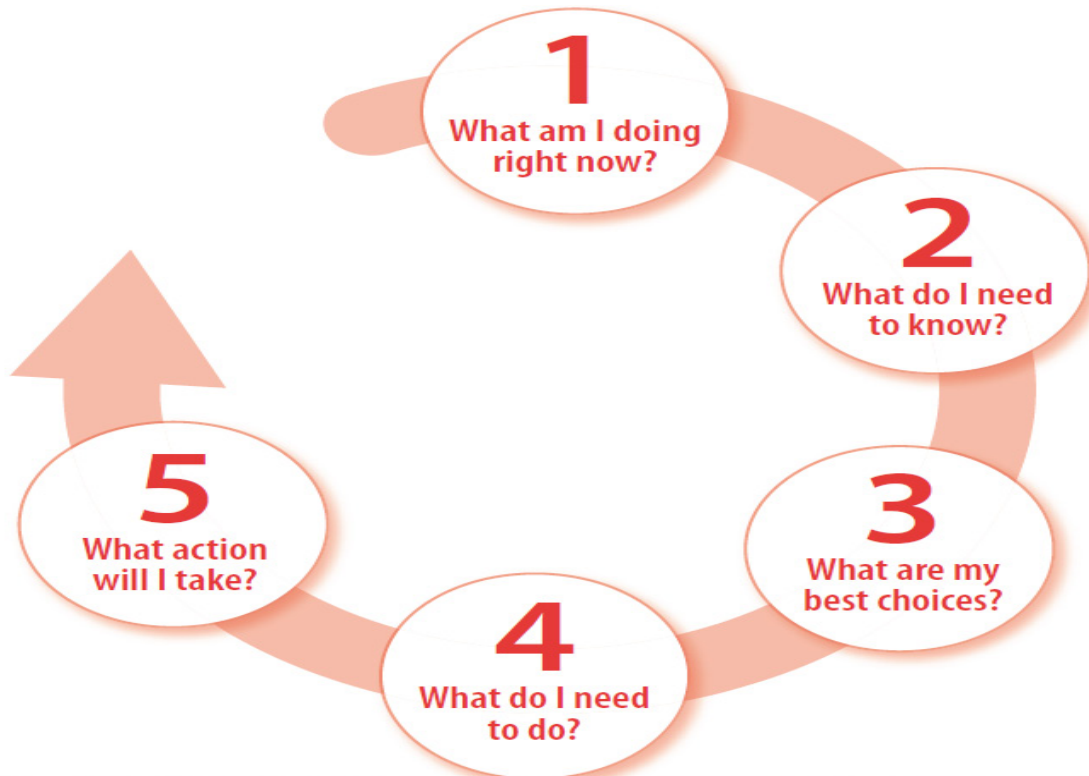 1
What am I doing
right now?
2
What do I need
to know?
3
What are my
best choices?
4
What do I need
to do?
5
What action
will I take?